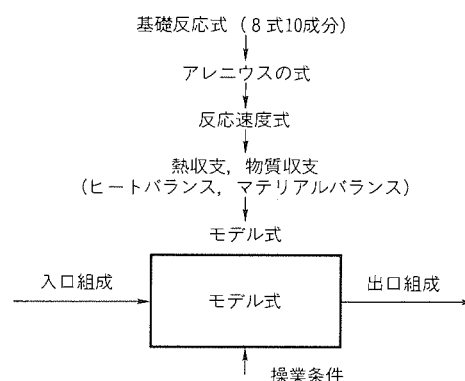 基礎反応式(8式10成分)
アレニウスの式
反応速度式
熱収支,物質収支
(ヒートバランス,マテリアルバランス)
モデル式
入口組成
モデル式
出口組成
操業条件